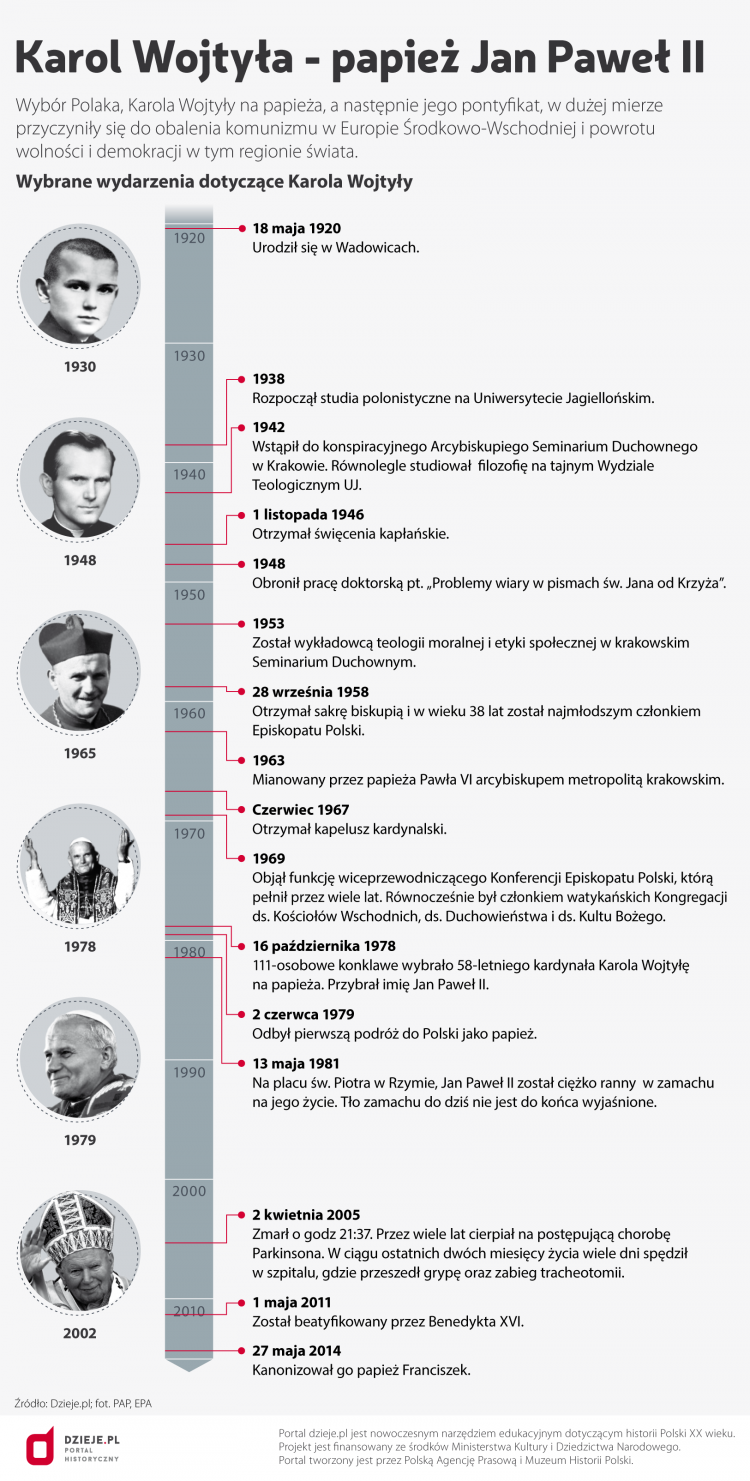 Karol Wojtyła - papież Jan Paweł II
Wybór Polaka, Karola Wojtyły na papieża, a następnie jego pontyfikat, w dużej mierze
przyczyniły się do obalenia komunizmu w Europie Środkowo-Wschodniej i powrotu
wolności i demokracji w tym regionie świata.
Wybrane wydarzenia dotyczące Karola Wojtyły
1920
18 maja 1920
Urodził się w Wadowicach.
1930
1930
1938
Rozpoczął studia polonistyczne na Uniwersytecie Jagiellońskim.
1942
Wstąpił do konspiracyjnego Arcybiskupiego Seminarium Duchownego
w Krakowie. Równolegle studiował filozofię na tajnym Wydziale
Teologicznym UJ.
1940
1 listopada 1946
Otrzymał święcenia kapłańskie.
1948
1948
Obronił pracę doktorską pt. „Problemy wiary w pismach św. Jana od Krzyża”.
1950
1953
Został wykładowcą teologii moralnej i etyki społecznej w krakowskim
Seminarium Duchownym.
28 września 1958
Otrzymał sakrę biskupią i w wieku 38 lat został najmłodszym członkiem
Episkopatu Polski.
1960
1965
1963
Mianowany przez papieża Pawła VI arcybiskupem metropolitą krakowskim.
Czerwiec 1967
Otrzymał kapelusz kardynalski.
1970
1969
Objął funkcję wiceprzewodniczącego Konferencji Episkopatu Polski, którą
pełnił przez wiele lat. Równocześnie był członkiem watykańskich Kongregacji
ds. Kościołów Wschodnich, ds. Duchowieństwa i ds. Kultu Bożego.
1978
16 października 1978
111-osobowe konklawe wybrało 58-letniego kardynała Karola Wojtyłę
na papieża. Przybrał imię Jan Paweł II.
1980
2 czerwca 1979
Odbył pierwszą podróż do Polski jako papież.
13 maja 1981
Na placu św. Piotra w Rzymie, Jan Paweł II został ciężko ranny w zamachu
na jego życie. Tło zamachu do dziś nie jest do końca wyjaśnione.
1990
1979
2000
2 kwietnia 2005
Zmarł o godz 21:37. Przez wiele lat cierpiał na postępującą chorobę
Parkinsona. W ciągu ostatnich dwóch miesięcy życia wiele dni spędził
w szpitalu, gdzie przeszedł grypę oraz zabieg tracheotomii.
2010
1 maja 2011
Został beatyfikowany przez Benedykta XVI.
2002
27 maja 2014
Kanonizował go papież Franciszek.
Źródło: Dzieje.pl; fot. PAP, EPA
DZIEJE.PL
PORTAL
HISTORYCZNY
Portal dzieje.pl jest nowoczesnym narzędziem edukacyjnym dotyczącym historii Polski XX wieku.
Projekt jest finansowany ze środków Ministerstwa Kultury i Dziedzictwa Narodowego.
Portal tworzony jest przez Polską Agencję Prasową i Muzeum Historii Polski.